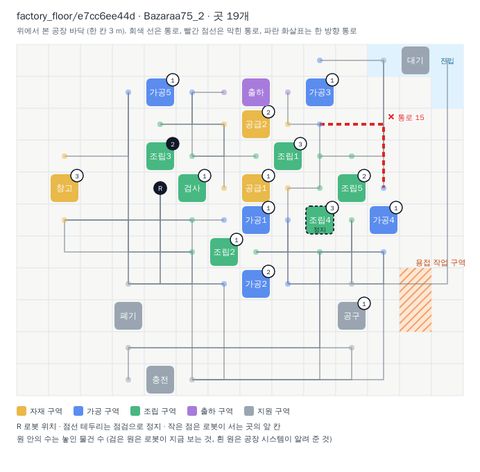 factory_floor/e7cc6ee44d · Bazaraa75_2 · 곳 19개
위에서 본 공장 바닥 (한 칸 3 m). 회색 선은 통로, 빨간 점선은 막힌 통로, 파란 화살표는 한 방향 통로
대기
진입
가공5
1
출하
가공3
1
공급2
2
✕ 통로 15
조립3
2
조립1
3
창고
3
R
검사
1
공급1
1
조립5
2
가공1
1
조립4
3
정지
가공4
1
조립2
1
용접 작업 구역
가공2
2
폐기
공구
1
충전
자재 구역
가공 구역
조립 구역
출하 구역
지원 구역
R 로봇 위치 · 점선 테두리는 점검으로 정지 · 작은 점은 로봇이 서는 곳의 앞 칸
원 안의 수는 놓인 물건 수 (검은 원은 로봇이 지금 보는 것, 흰 원은 공장 시스템이 알려 준 것)